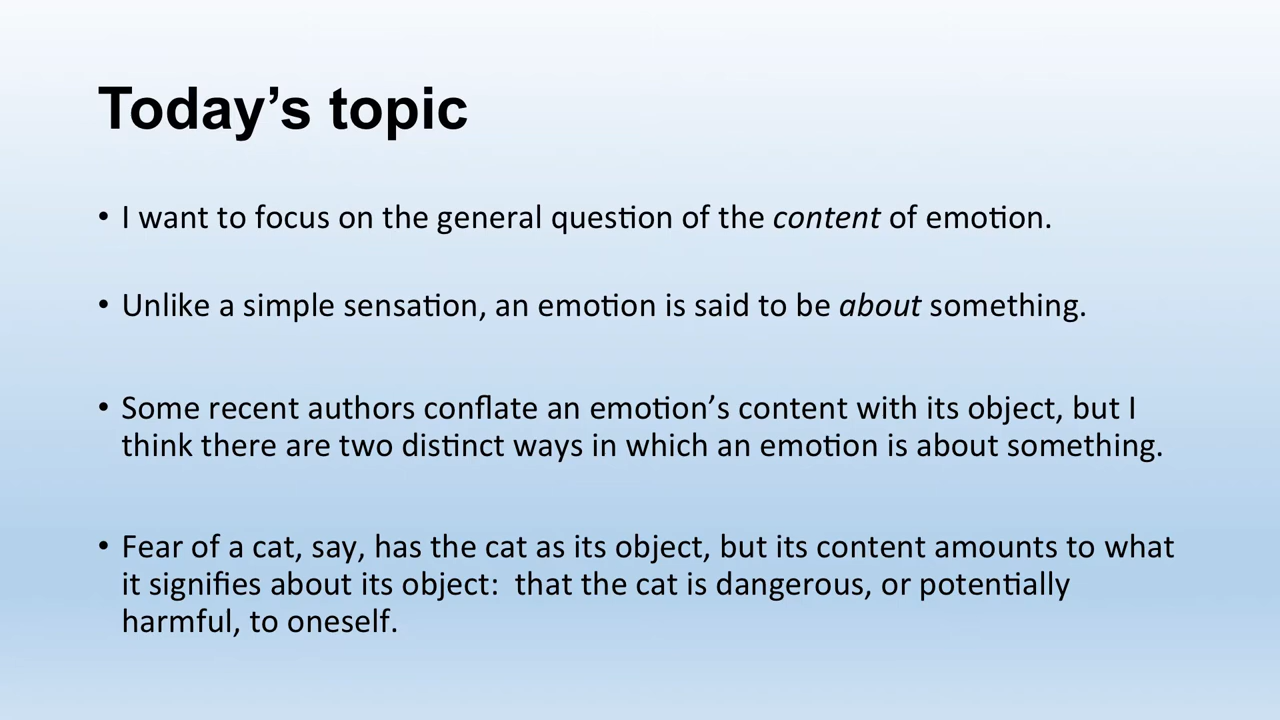 Today’s topic
• I want to focus on the general question of the content of emotion.
• Unlike a simple sensation, an emotion is said to be about something.
• Some recent authors conflate an emotion’s content with its object, but I
think there are two distinct ways in which an emotion is about something.
• Fear of a cat, say, has the cat as its object, but its content amounts to what
it signifies about its object:  that the cat is dangerous, or potentially
harmful, to oneself.